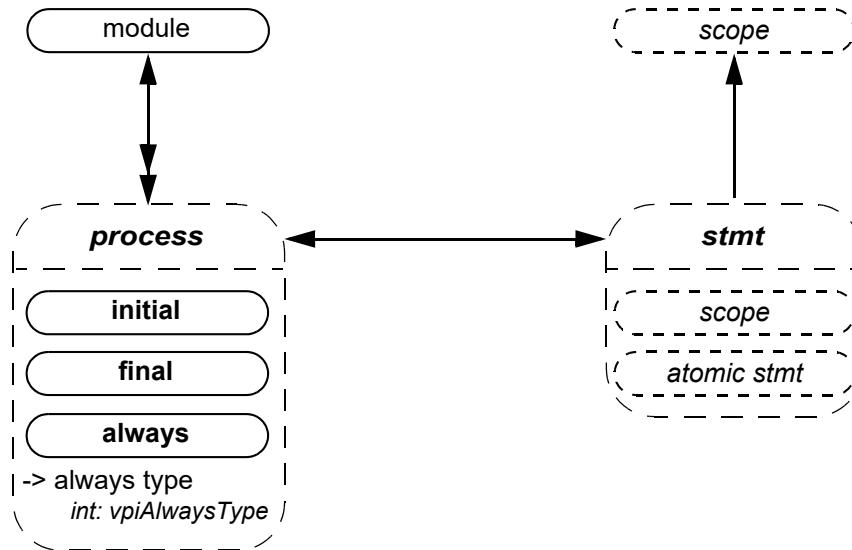 module
scope
process
stmt
initial
scope
final
atomic stmt
always
-> always type
int: vpiAlwaysType